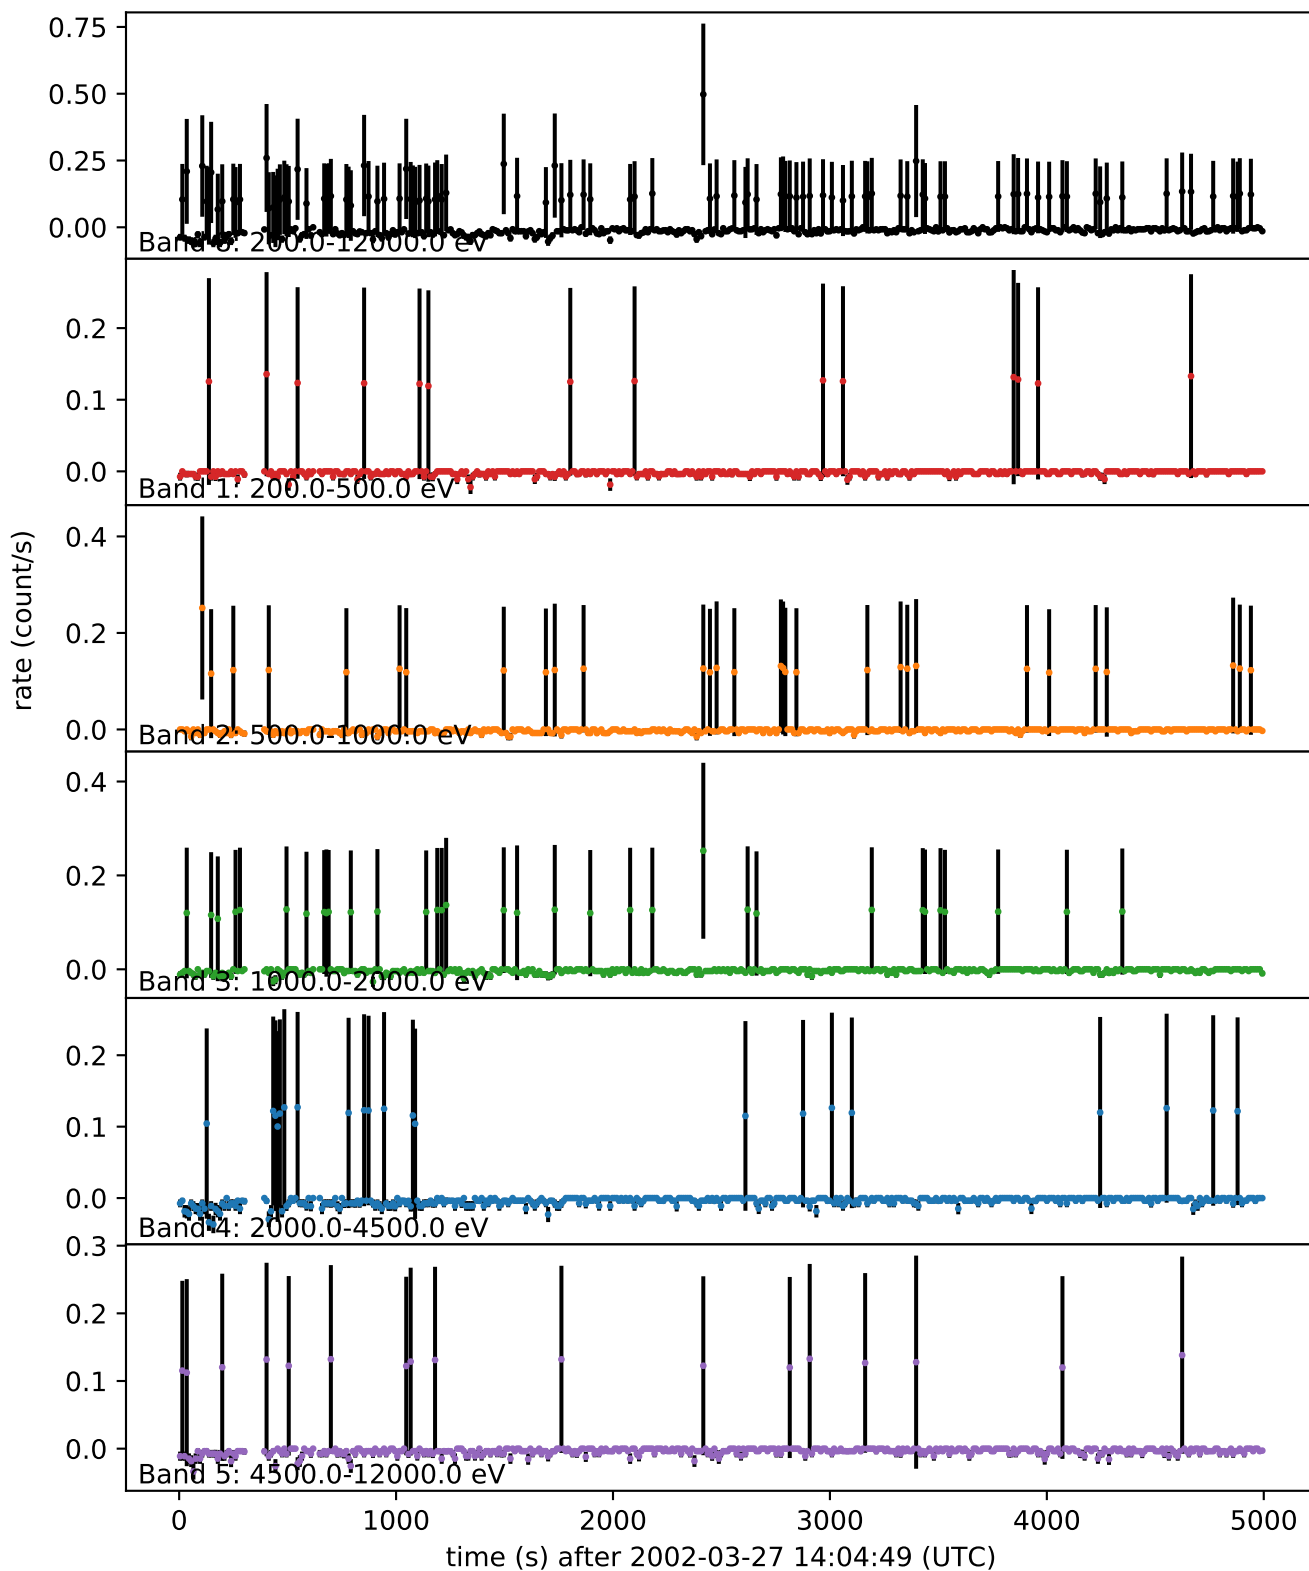 0.75
0.50
0.25
0.00
Band 8: 200.0-12000.0 eV
0.2
0.1
0.0
Band 1: 200.0-500.0 eV
0.4
0.2
0.0
Band 2: 500.0-1000.0 eV
rate (count/s)
0.4
0.2
0.0
Band 3: 1000.0-2000.0 eV
0.2
0.1
0.0
Band 4: 2000.0-4500.0 eV
0.3
0.2
0.1
0.0
Band 5: 4500.0-12000.0 eV
0 1000 2000 3000 4000 5000
time (s) after 2002-03-27 14:04:49 (UTC)